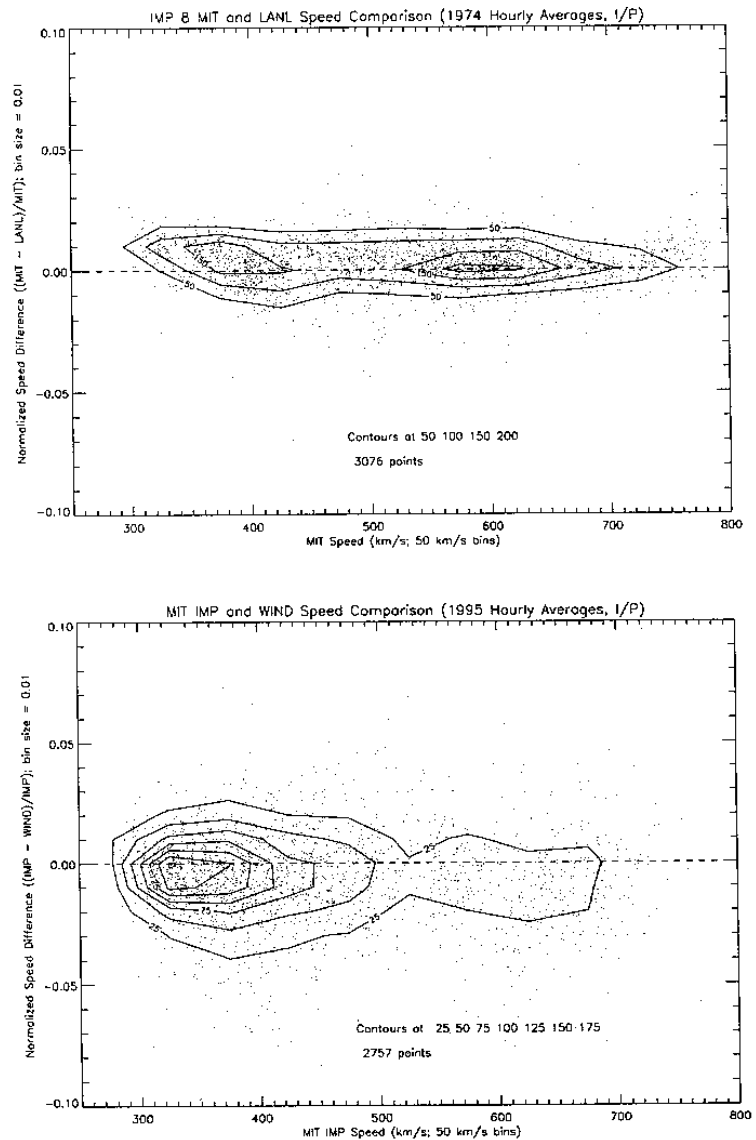 IMP 8 MIT and LANL Speed Comparison (1974 Hourly Averages, I/P)
0.10
0.05
0.00
-0.05
-0.10
Normalized Speed Difference ((MIT - LANL)/MIT); bin size = 0.01
50
150
150
50
50
Contours at 50 100 150 200
3076 points
300 400 500 600 700 800
MIT Speed (km/s; 50 km/s bins)
MIT IMP and WIND Speed Comparison (1995 Hourly Averages, I/P)
0.10
0.05
0.00
-0.05
-0.10
Normalized Speed Difference ((IMP - WIND)/IMP); bin size = 0.01
25
75
25
25
Contours at 25 50 75 100 125 150 175
2757 points
300 400 500 600 700 800
MIT IMP Speed (km/s; 50 km/s bins)